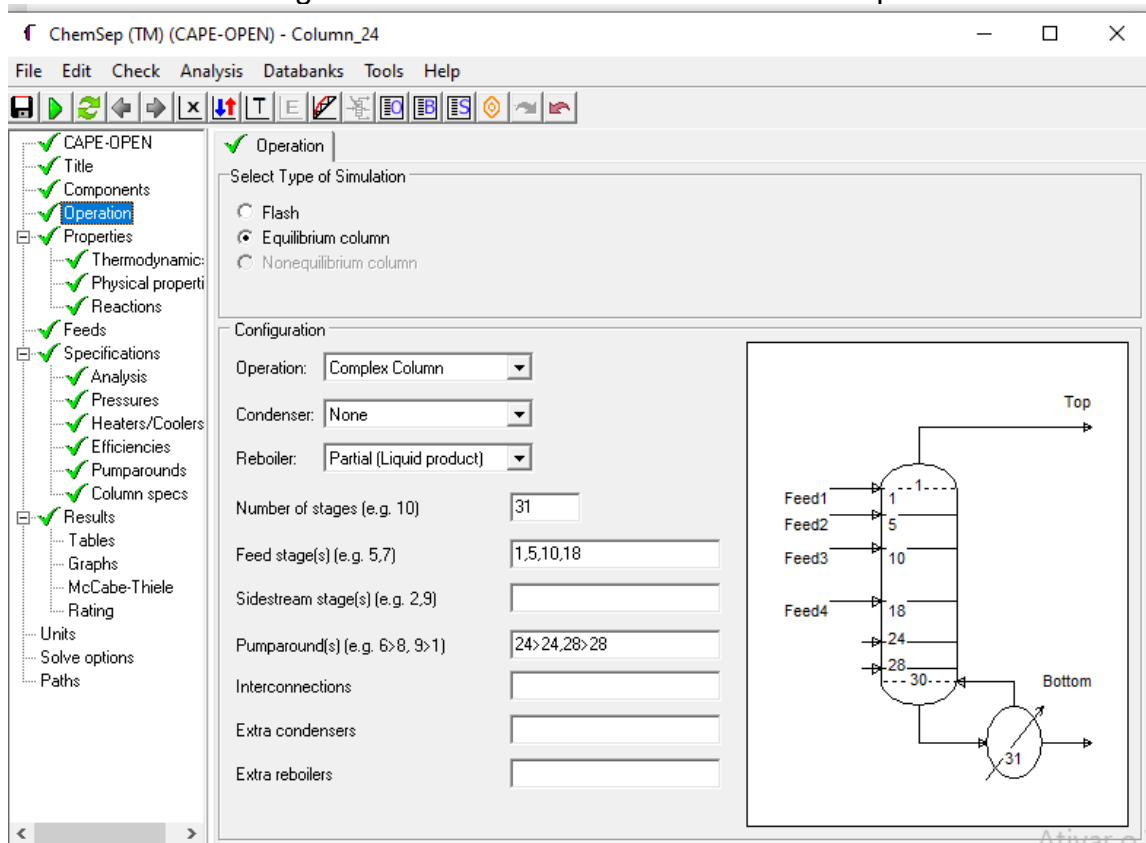 ChemSep (TM) (CAPE-OPEN) - Column_24
File Edit Check Analysis Databanks Tools Help
CAPE-OPEN
Title
Components
Operation
Properties
Thermodynamic
Physical properti
Reactions
Feeds
Specifications
Analysis
Pressures
Heaters/Coolers
Efficiencies
Pumparounds
Column specs
Results
Tables
Graphs
McCabe-Thiele
Rating
Units
Solve options
Paths
Operation
Select Type of Simulation
Flash
Equilibrium column
Nonequilibrium column
Configuration
Operation: Complex Column
Condenser: None
Reboiler: Partial (Liquid product)
Number of stages (e.g. 10) 31
Feed stage(s) (e.g. 5,7) 1,5,10,18
Sidestream stage(s) (e.g. 2,9)
Pumparound(s) (e.g. 6>8, 9>1) 24>24,28>28
Interconnections
Extra condensers
Extra reboilers
Top
1
Feed1 1
Feed2 5
Feed3 10
Feed4 18
24
28
30
Bottom
31